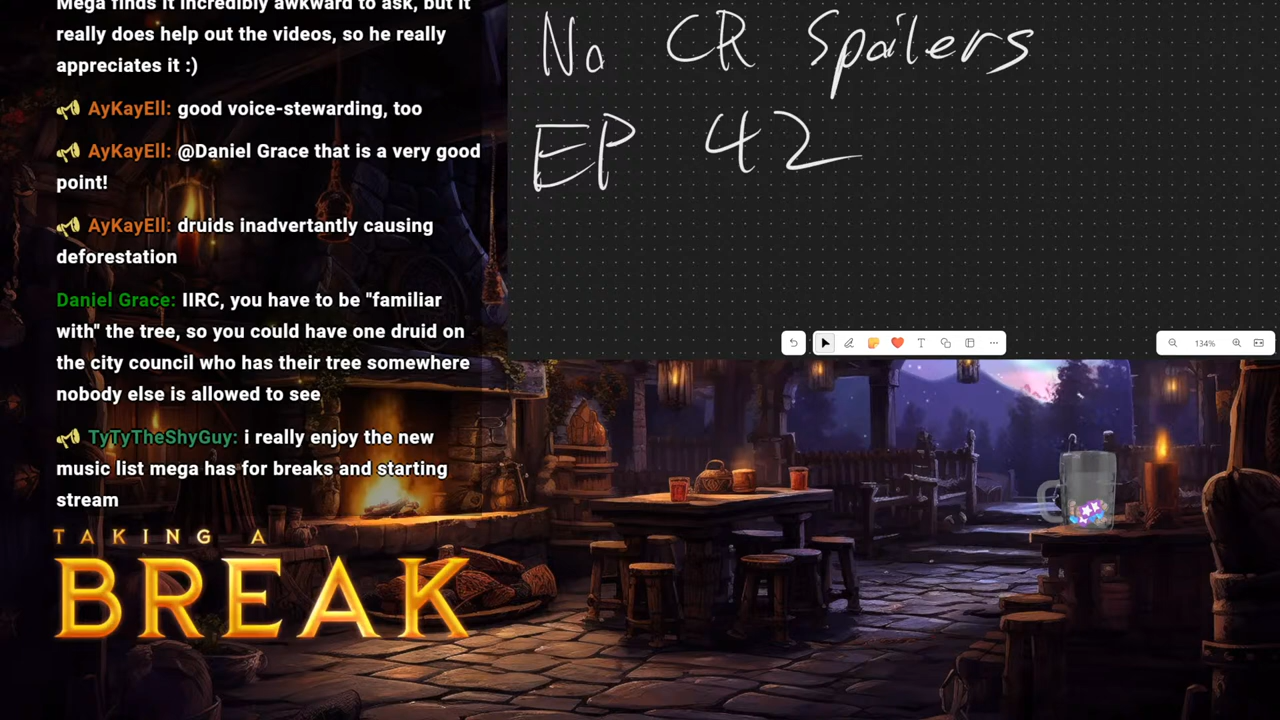 Mega finds it incredibly awkward to ask, but it
really does help out the videos, so he really
appreciates it :)
AyKayEll: good voice-stewarding, too
AyKayEll: @Daniel Grace that is a very good
point!
AyKayEll: druids inadvertantly causing
deforestation
Daniel Grace: IIRC, you have to be "familiar
with" the tree, so you could have one druid on
the city council who has their tree somewhere
nobody else is allowed to see
TyTyTheShyGuy: i really enjoy the new
music list mega has for breaks and starting
stream
TAKING A
BREAK
No CR Spoilers
EP 42
T
134%